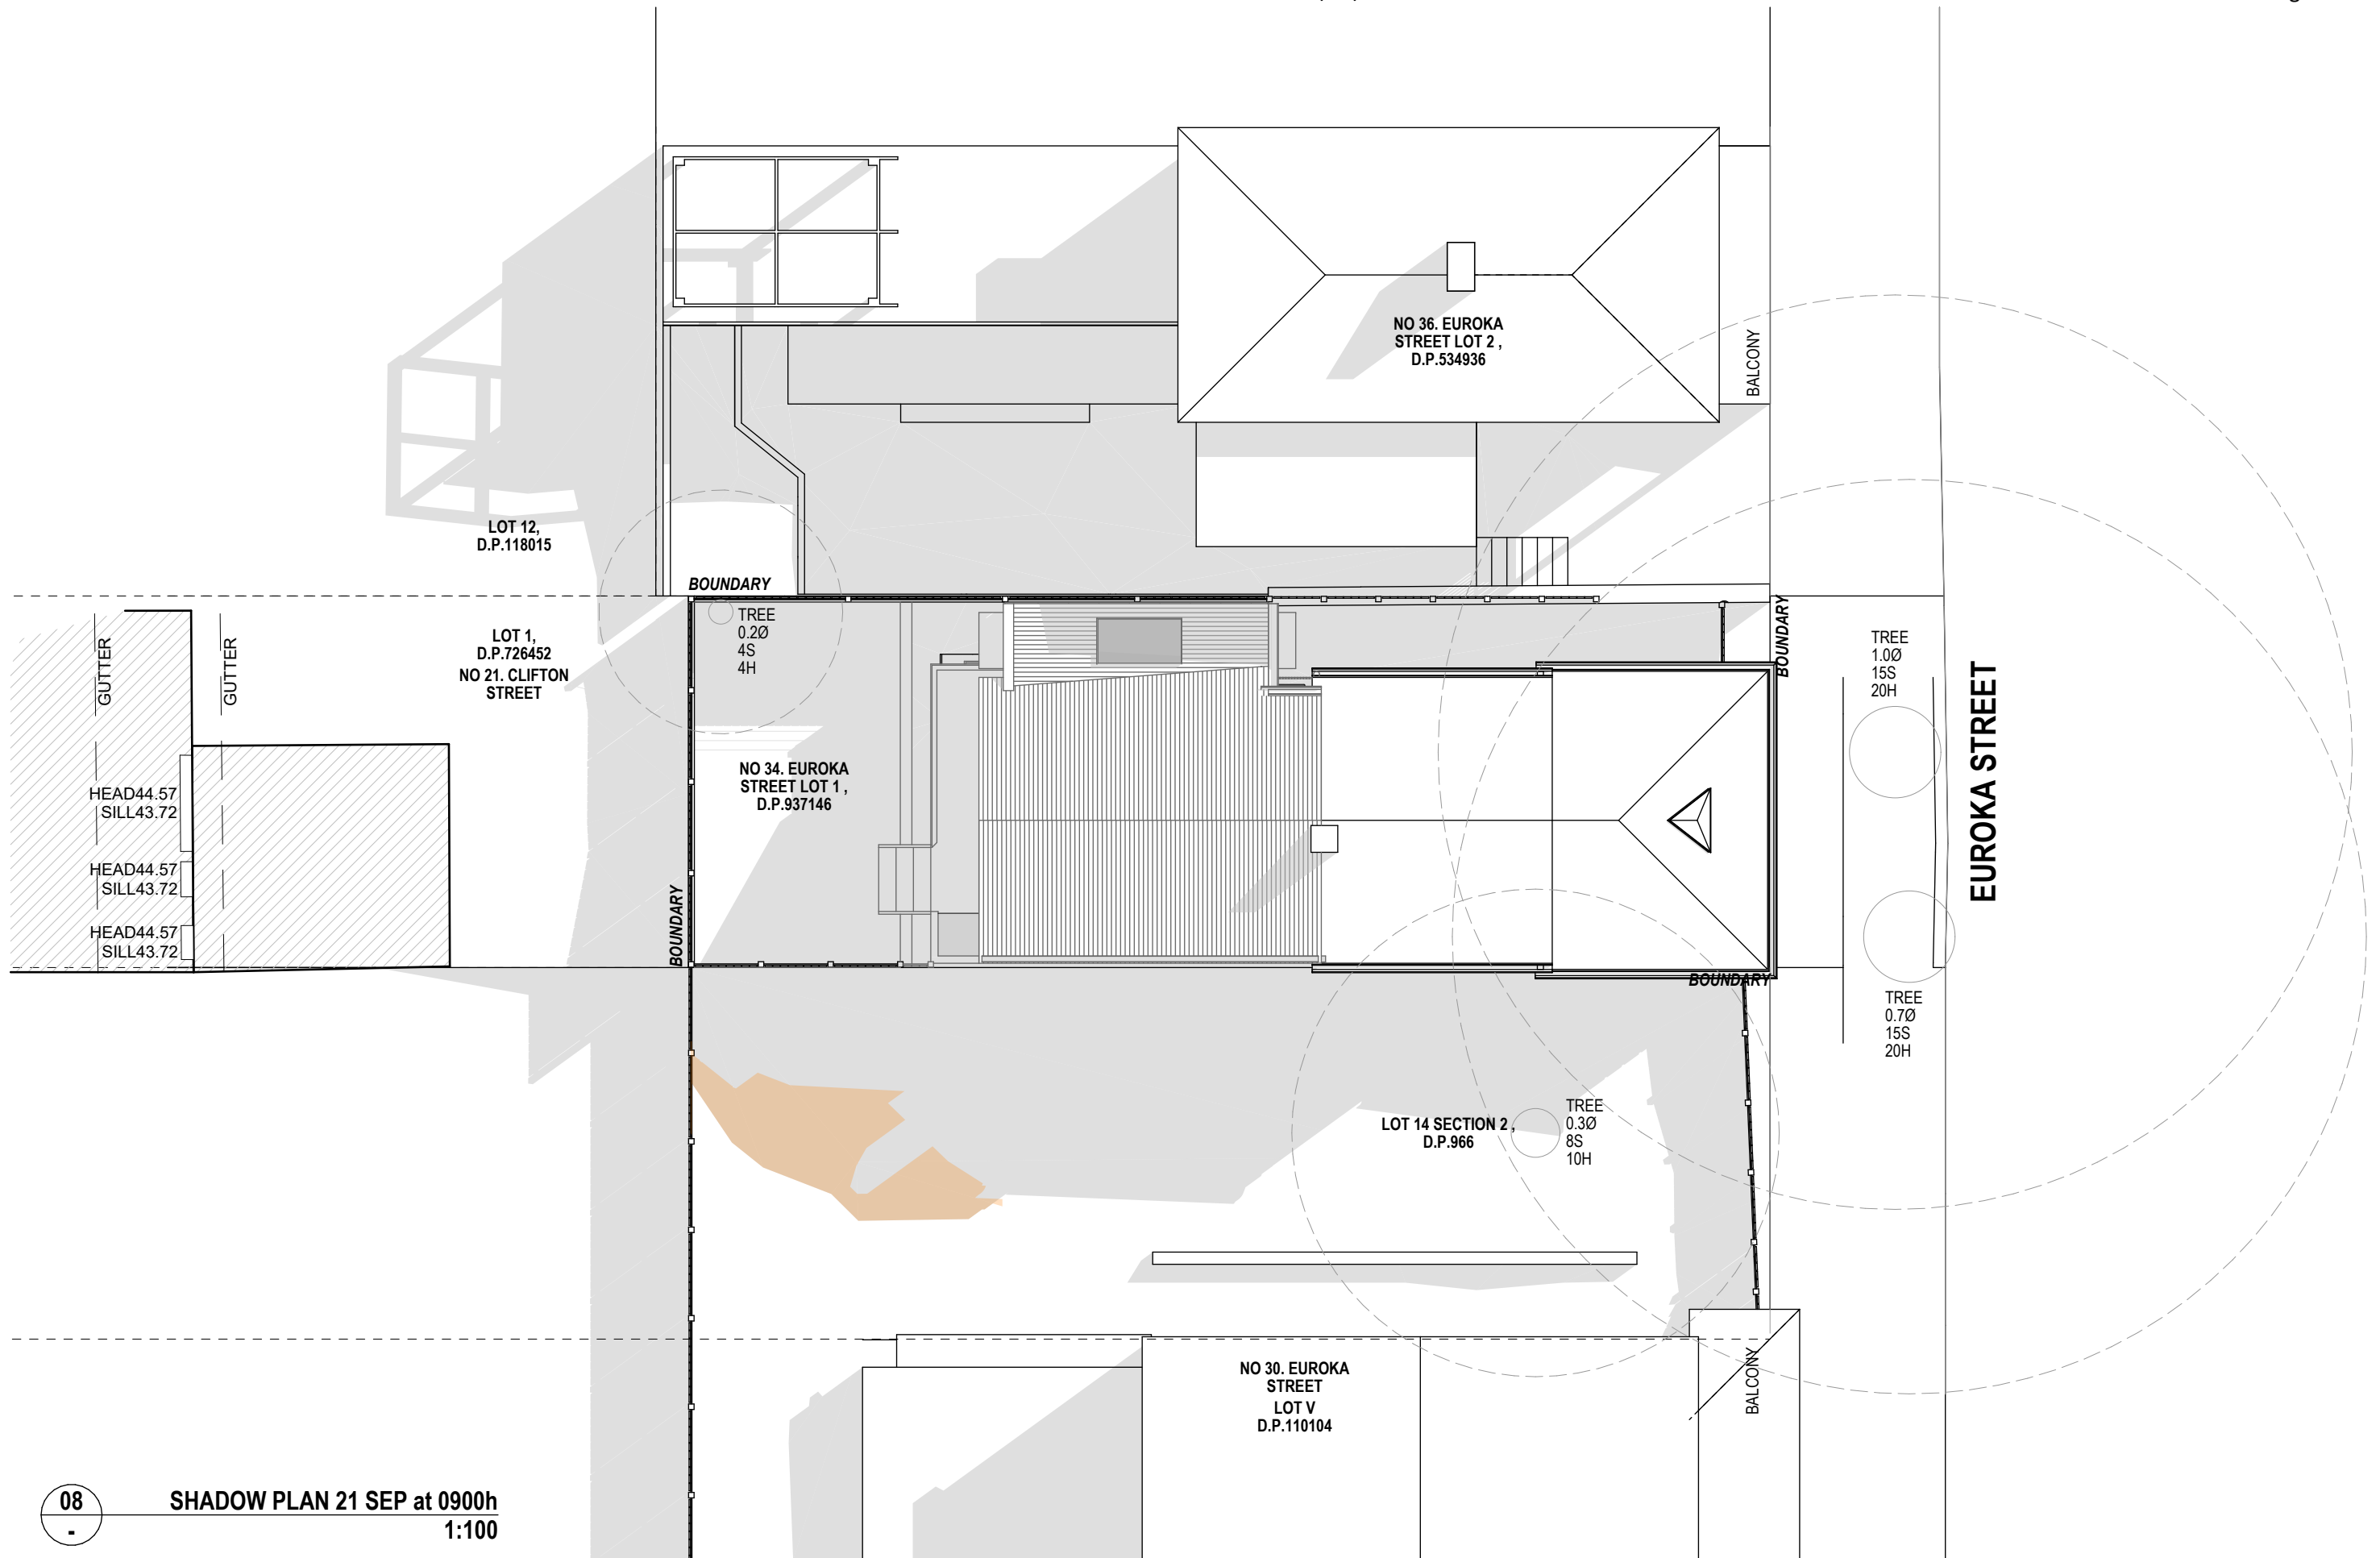 NO 36. EUROKA
STREET LOT 2 ,
D.P.534936
BALCONY
LOT 12,
D.P.118015
BOUNDARY
TREE
0.2Ø
4S
4H
LOT 1,
D.P.726452
NO 21. CLIFTON
STREET
GUTTER
GUTTER
BOUNDARY
TREE
1.0Ø
15S
20H
EUROKA STREET
NO 34. EUROKA
STREET LOT 1 ,
D.P.937146
HEAD44.57
SILL43.72
HEAD44.57
SILL43.72
HEAD44.57
SILL43.72
BOUNDARY
BOUNDARY
TREE
0.7Ø
15S
20H
LOT 14 SECTION 2 ,
D.P.966
TREE
0.3Ø
8S
10H
NO 30. EUROKA
STREET
LOT V
D.P.110104
BALCONY
08
-
SHADOW PLAN 21 SEP at 0900h
1:100